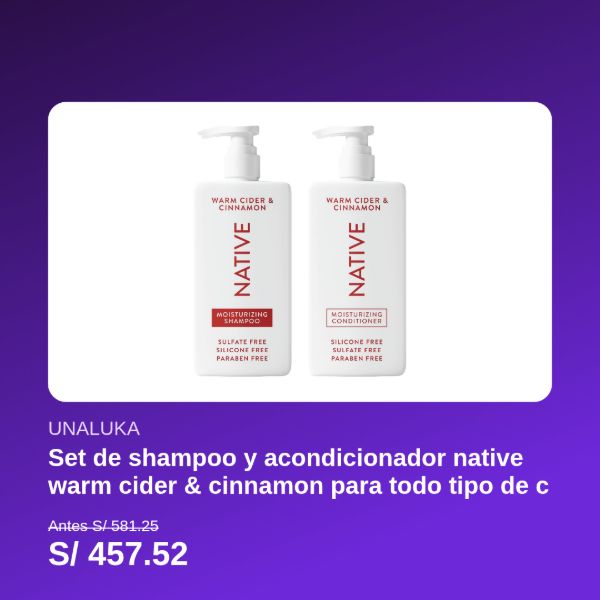 WARM CIDER &
CINNAMON
NATIVE
MOISTURIZING
SHAMPOO
SULFATE FREE
SILICONE FREE
PARABEN FREE
WARM CIDER &
CINNAMON
NATIVE
MOISTURIZING
CONDITIONER
SILICONE FREE
SULFATE FREE
PARABEN FREE
UNALUKA
Set de shampoo y acondicionador native
warm cider & cinnamon para todo tipo de c
Antes S/ 581.25
S/ 457.52